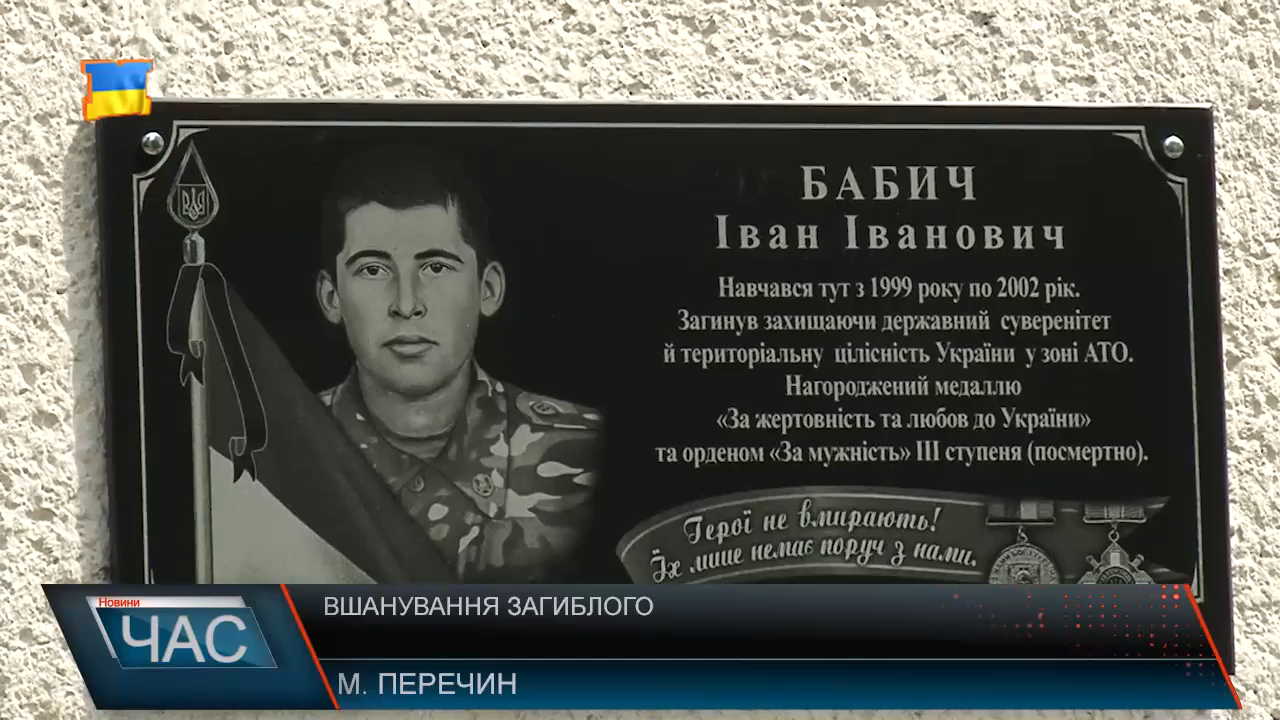 БАБИЧ
Іван Іванович
Навчався тут з 1999 року по 2002 рік.
Загинув захищаючи державний суверенітет
й територіальну цілісність України у зоні АТО.
Нагороджений медаллю
«За жертовність та любов до України»
та орденом «За мужність» ІІІ ступеня (посмертно).
Герої не вмирають!
Їх лише немає поруч з нами.
Новини
ЧАС
ВШАНУВАННЯ ЗАГИБЛОГО
М. ПЕРЕЧИН